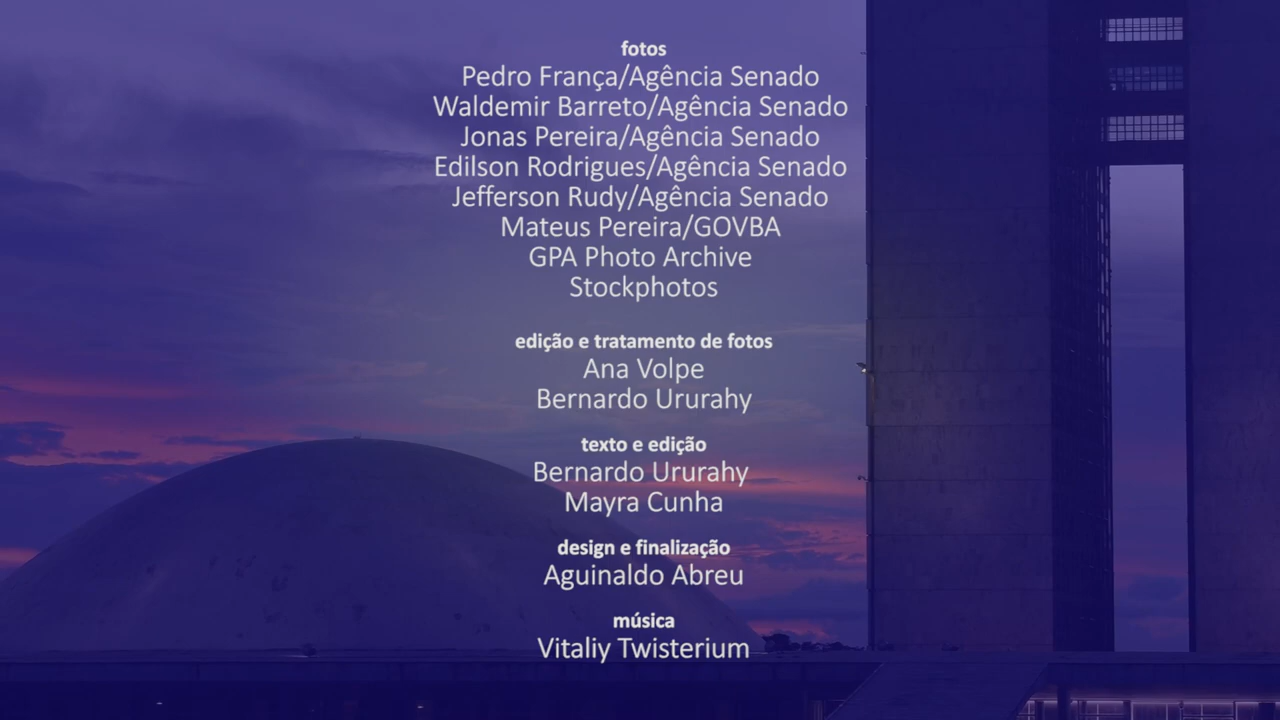 fotos
Pedro França/Agência Senado
Waldemir Barreto/Agência Senado
Jonas Pereira/Agência Senado
Edilson Rodrigues/Agência Senado
Jefferson Rudy/Agência Senado
Mateus Pereira/GOVBA
GPA Photo Archive
Stockphotos
edição e tratamento de fotos
Ana Volpe
Bernardo Ururahy
texto e edição
Bernardo Ururahy
Mayra Cunha
design e finalização
Aguinaldo Abreu
música
Vitaliy Twisterium